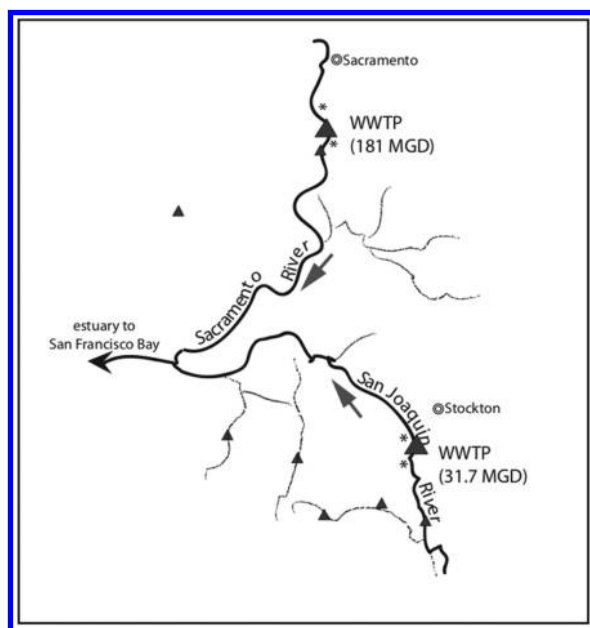 ◎Sacramento
*
WWTP
(181 MGD)
*
Sacramento River
estuary to
San Francisco Bay
San Joaquin River
◎Stockton
*
WWTP
(31.7 MGD)
*